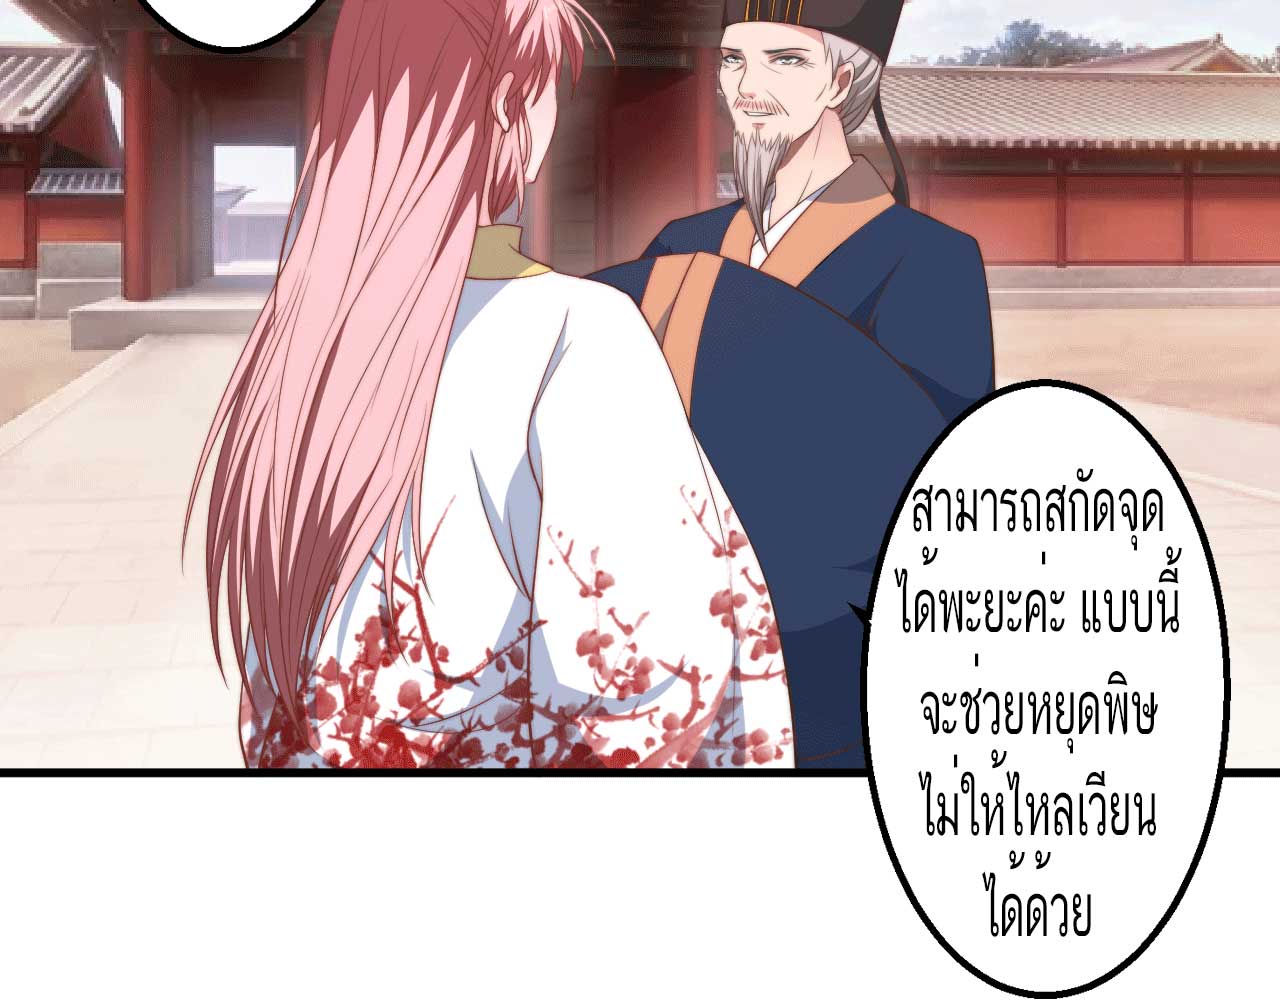 สามารถสกัดจุด
ได้พะยะค่ะ แบบนี้
จะช่วยหยุดพิษ
ไม่ให้ไหลเวียน
ได้ด้วย